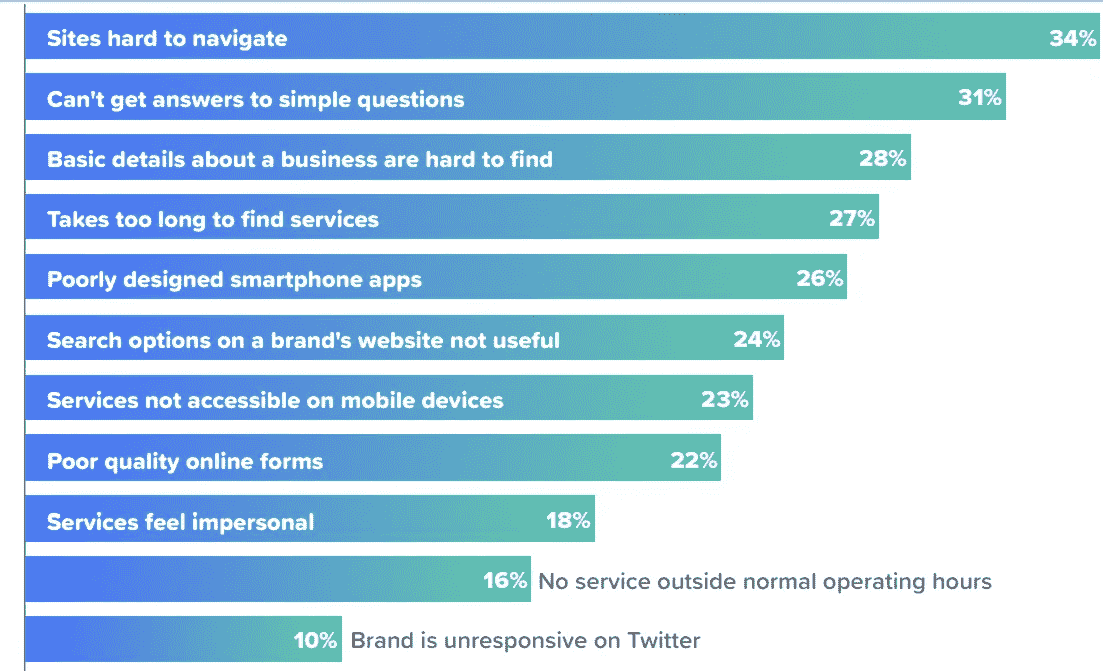 Sites hard to navigate 34%
Can't get answers to simple questions 31%
Basic details about a business are hard to find 28%
Takes too long to find services 27%
Poorly designed smartphone apps 26%
Search options on a brand's website not useful 24%
Services not accessible on mobile devices 23%
Poor quality online forms 22%
Services feel impersonal 18%
16% No service outside normal operating hours
10% Brand is unresponsive on Twitter